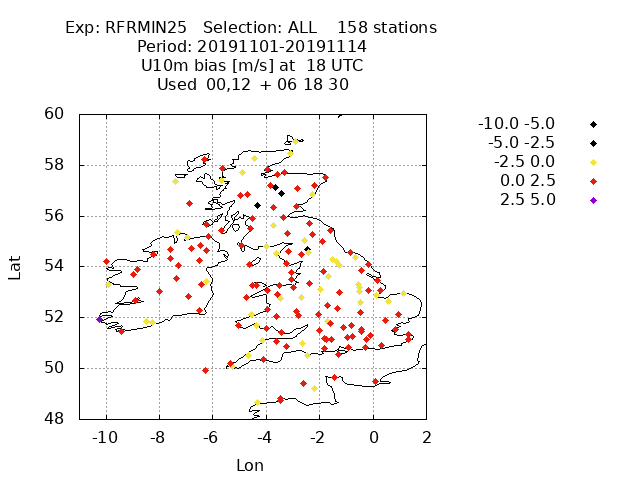 Exp: RFRMIN25 Selection: ALL 158 stations
Period: 20191101-20191114
U10m bias [m/s] at 18 UTC
Used 00,12 + 06 18 30
-10.0 -5.0
-5.0 -2.5
-2.5 0.0
0.0 2.5
2.5 5.0
60
58
56
54
52
50
48
Lat
-10 -8 -6 -4 -2 0 2
Lon